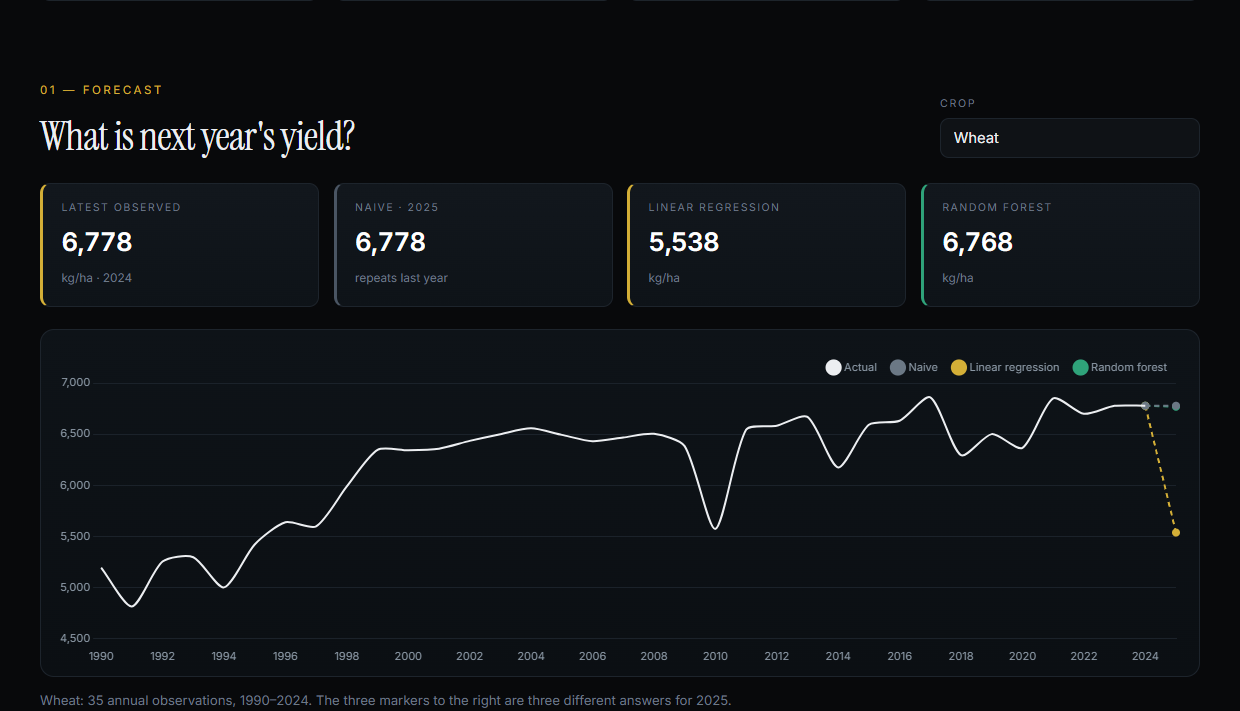 01 — FORECAST
What is next year's yield?
CROP
Wheat
LATEST OBSERVED
6,778
kg/ha · 2024
NAIVE · 2025
6,778
repeats last year
LINEAR REGRESSION
5,538
kg/ha
RANDOM FOREST
6,768
kg/ha
Actual Naive Linear regression Random forest
7,000
6,500
6,000
5,500
5,000
4,500
1990 1992 1994 1996 1998 2000 2002 2004 2006 2008 2010 2012 2014 2016 2018 2020 2022 2024
Wheat: 35 annual observations, 1990–2024. The three markers to the right are three different answers for 2025.